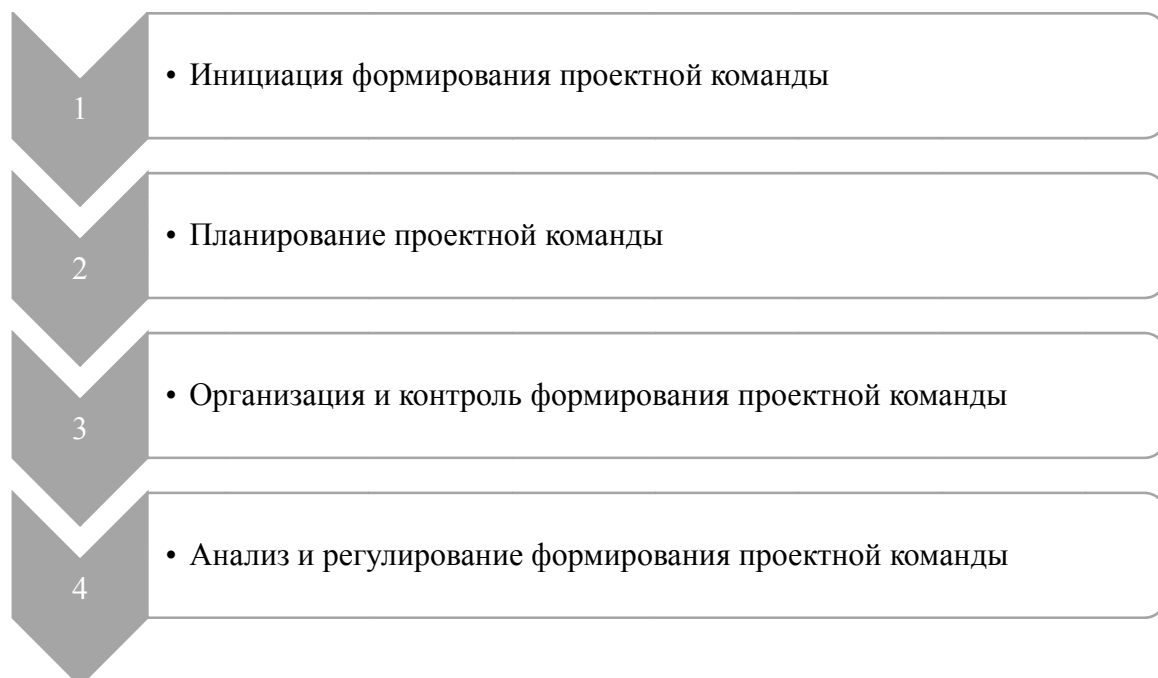 1
• Инициация формирования проектной команды
2
• Планирование проектной команды
3
• Организация и контроль формирования проектной команды
4
• Анализ и регулирование формирования проектной команды